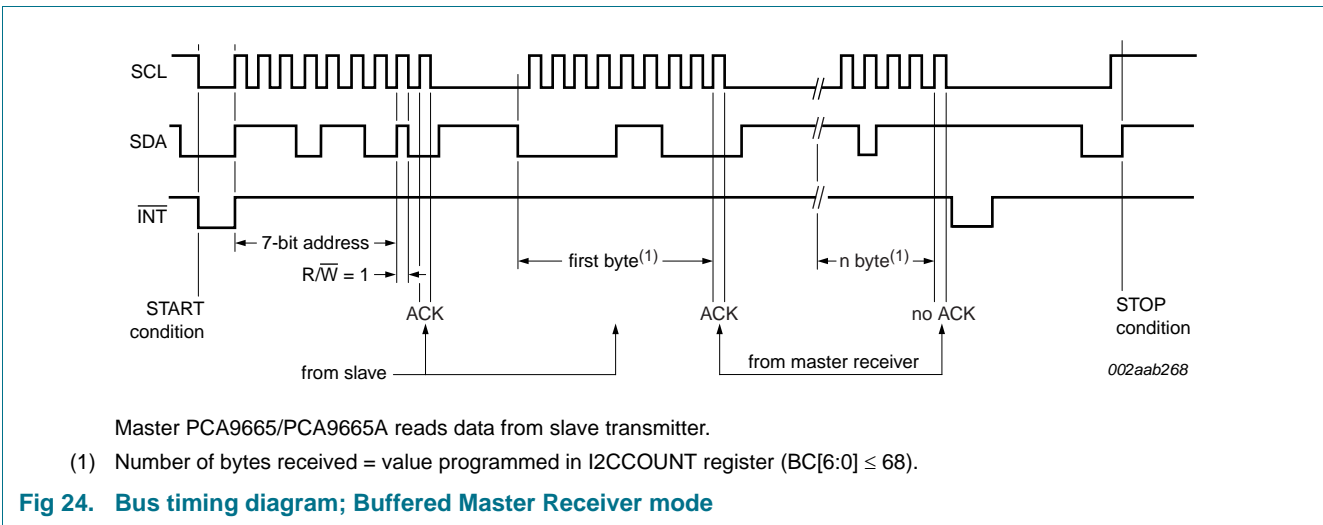 SCL
SDA
INT
7-bit address
first byte(1)
n byte(1)
R/W = 1
START
condition
ACK
ACK
no ACK
STOP
condition
from slave
from master receiver
002aab268
Master PCA9665/PCA9665A reads data from slave transmitter.
(1) Number of bytes received = value programmed in I2CCOUNT register (BC[6:0] ≤ 68).
Fig 24. Bus timing diagram; Buffered Master Receiver mode